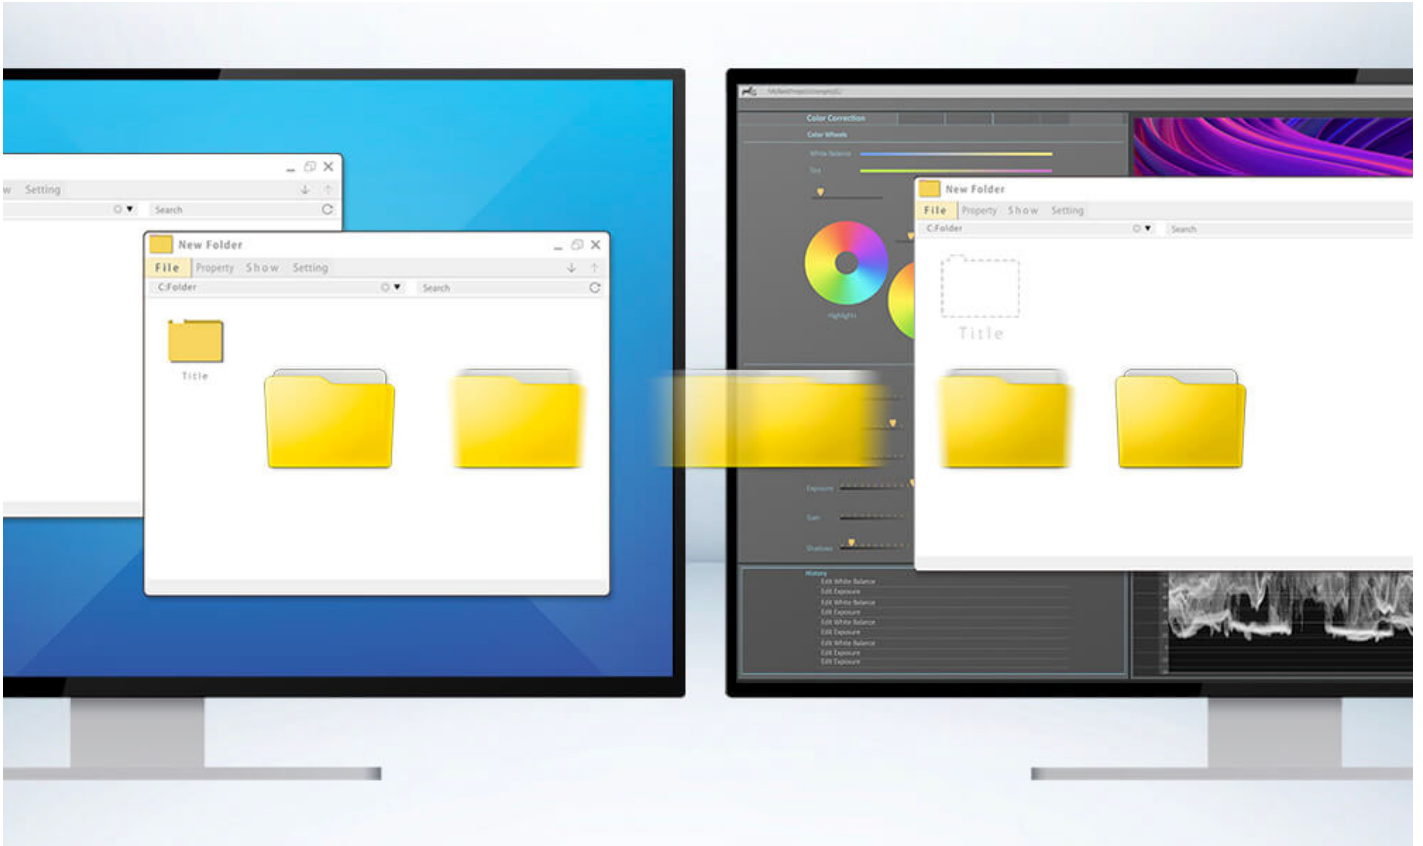 w Setting
Search
New Folder
File Property Show Setting
C:Folder Search
Title
Color Correction
Color Wheels
White Balance
Tint
Highlights
New Folder
File Property Show Setting
C:Folder Search
Title
Exposure
Gain
Shadows
History
Edit White Balance
Edit Exposure
Edit White Balance
Edit Exposure
Edit White Balance
Edit Exposure
Edit White Balance
Edit Exposure
Edit Exposure